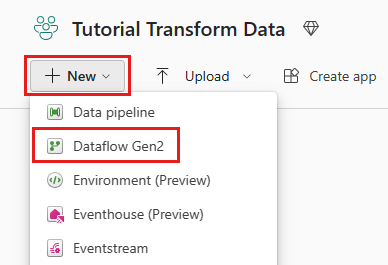 Tutorial Transform Data
New
Upload
Create app
Data pipeline
Dataflow Gen2
Environment (Preview)
Eventhouse (Preview)
Eventstream